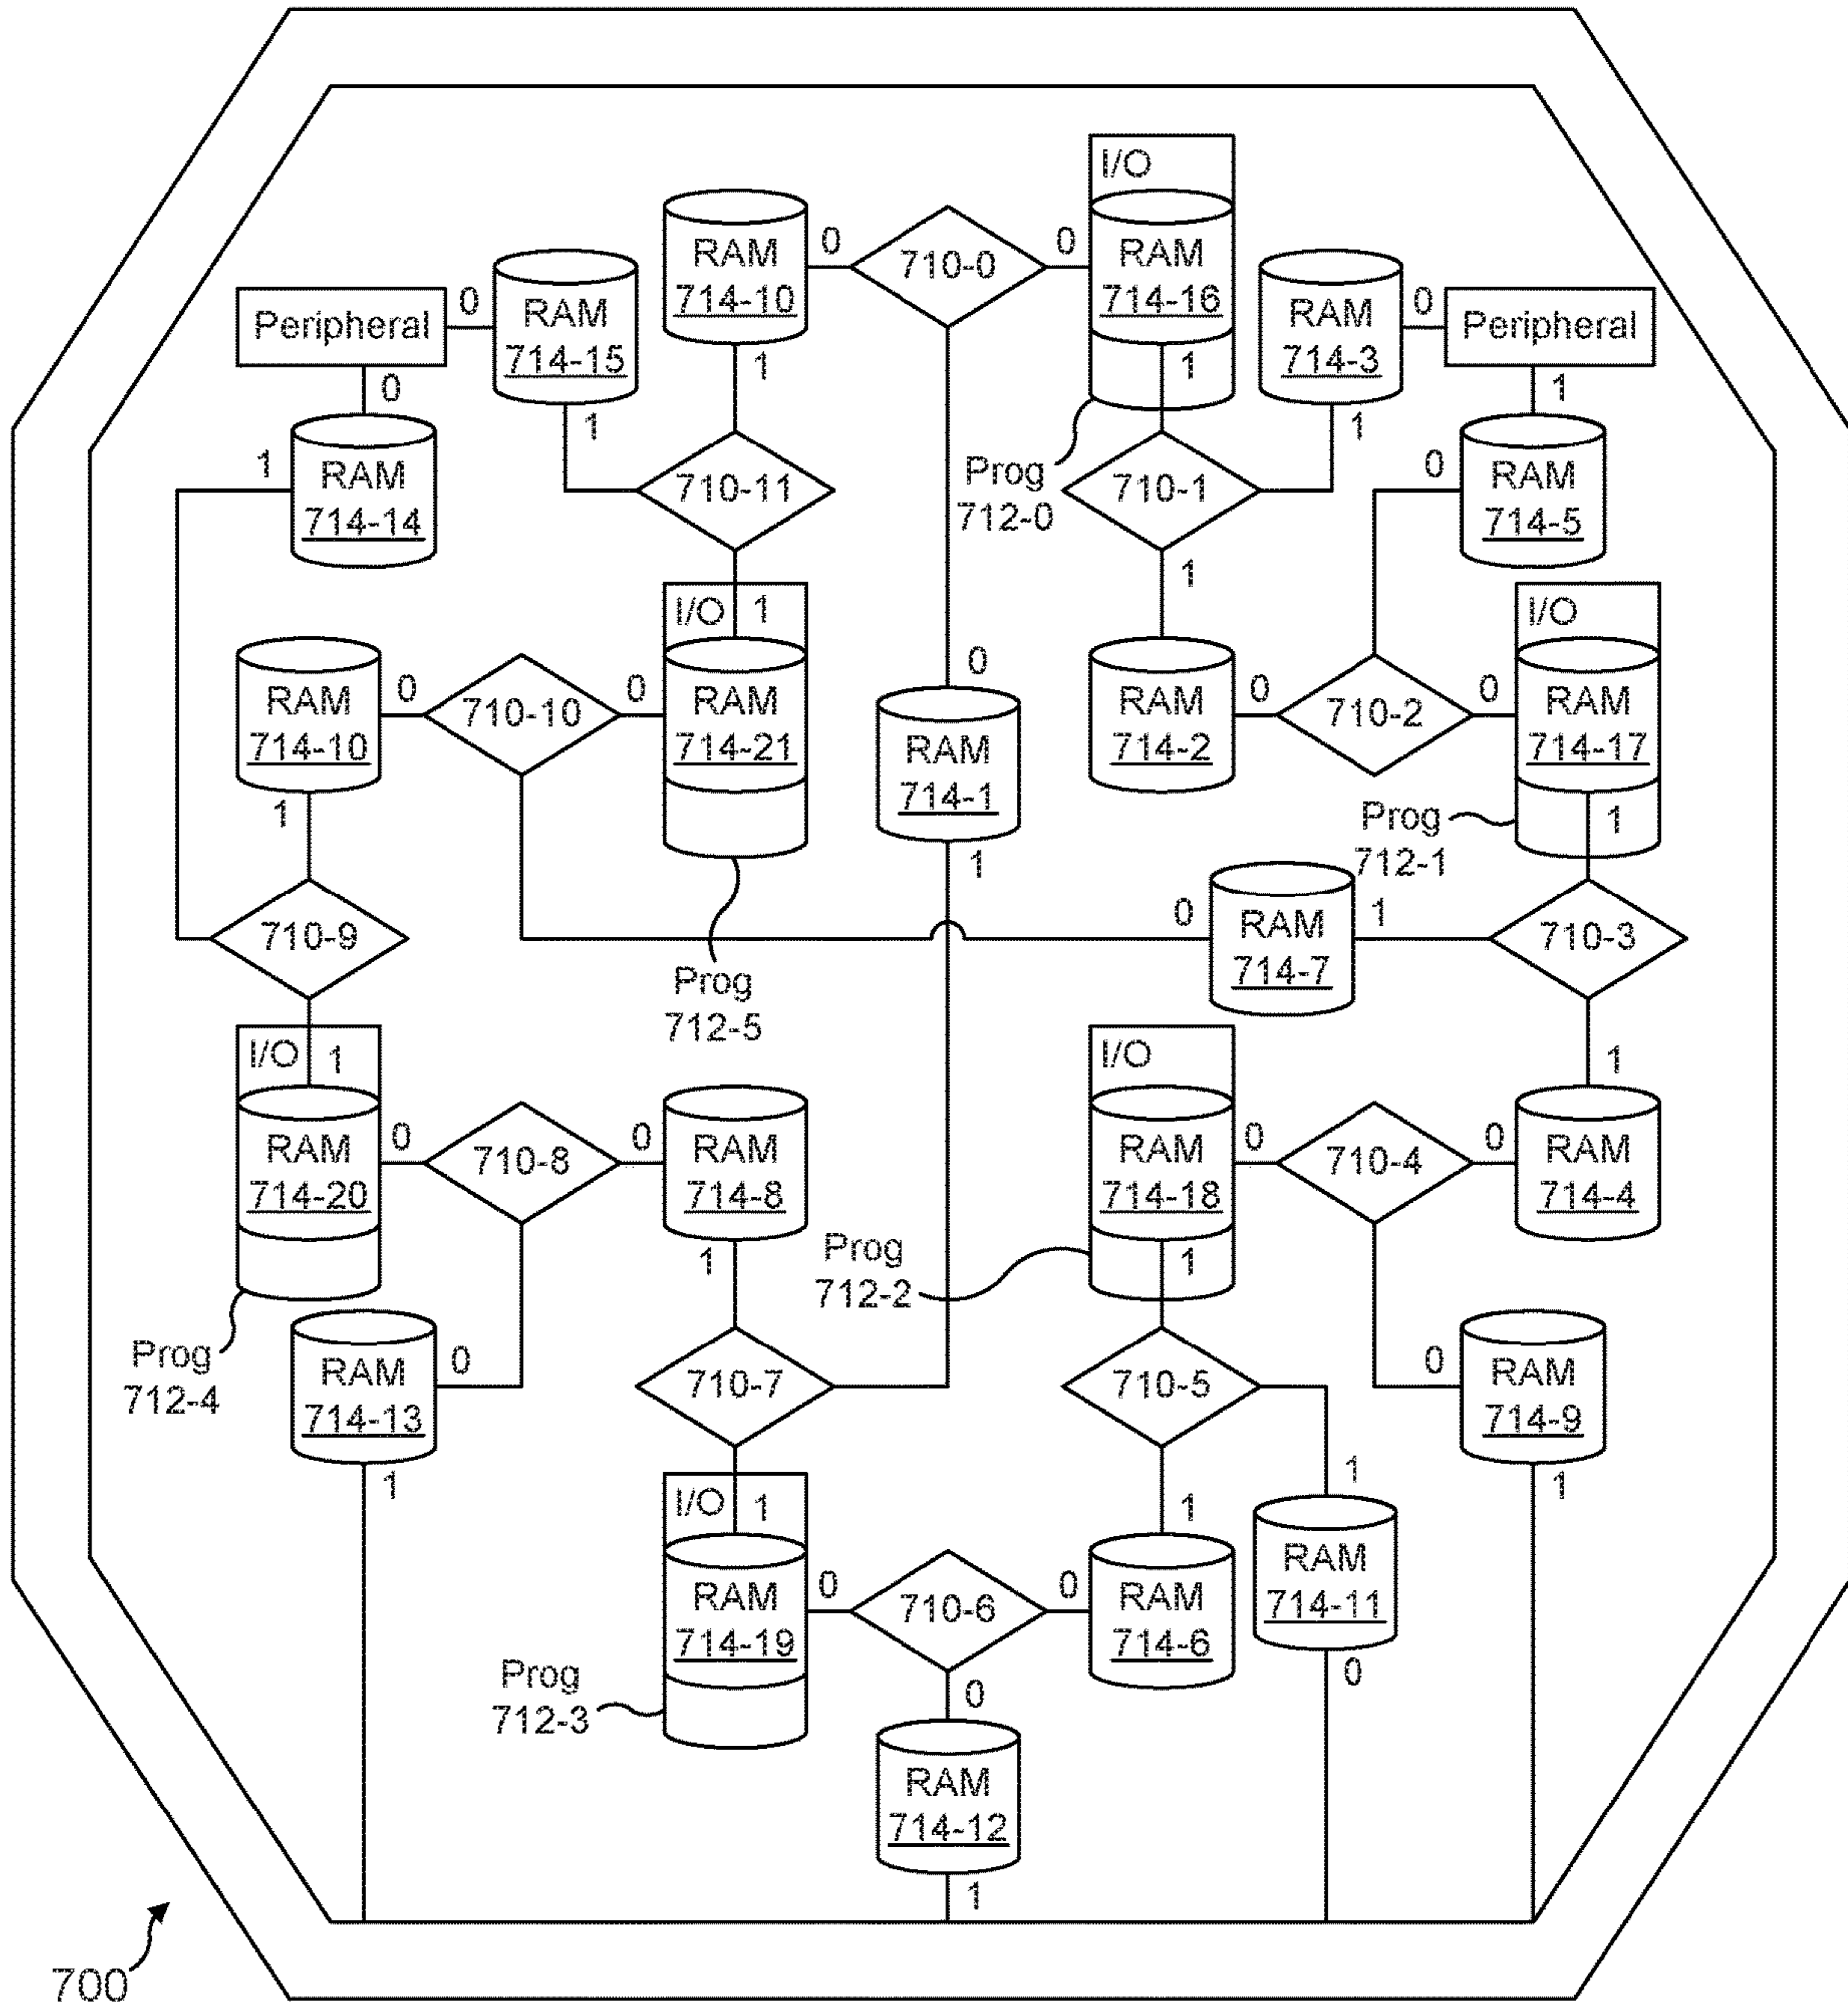 I/O
RAM
714-10
0
710-0
0
RAM
714-16
Peripheral
0
RAM
714-15
RAM
714-3
0
Peripheral
0
1
1
1
1
1
1
RAM
714-14
710-11
Prog
712-0
710-1
0
RAM
714-5
1
I/O
1
I/O
RAM
714-10
0
710-10
0
RAM
714-21
0
RAM
714-1
RAM
714-2
0
710-2
0
RAM
714-17
1
1
Prog
712-1
1
710-9
Prog
712-5
0
RAM
714-7
1
710-3
I/O
1
I/O
1
RAM
714-20
0
710-8
0
RAM
714-8
RAM
714-18
0
710-4
0
RAM
714-4
1
Prog
712-2
1
Prog
712-4
RAM
714-13
0
710-7
710-5
0
RAM
714-9
1
I/O
1
1
1
1
RAM
714-19
0
710-6
0
RAM
714-6
RAM
714-11
Prog
712-3
0
0
RAM
714-12
1
700